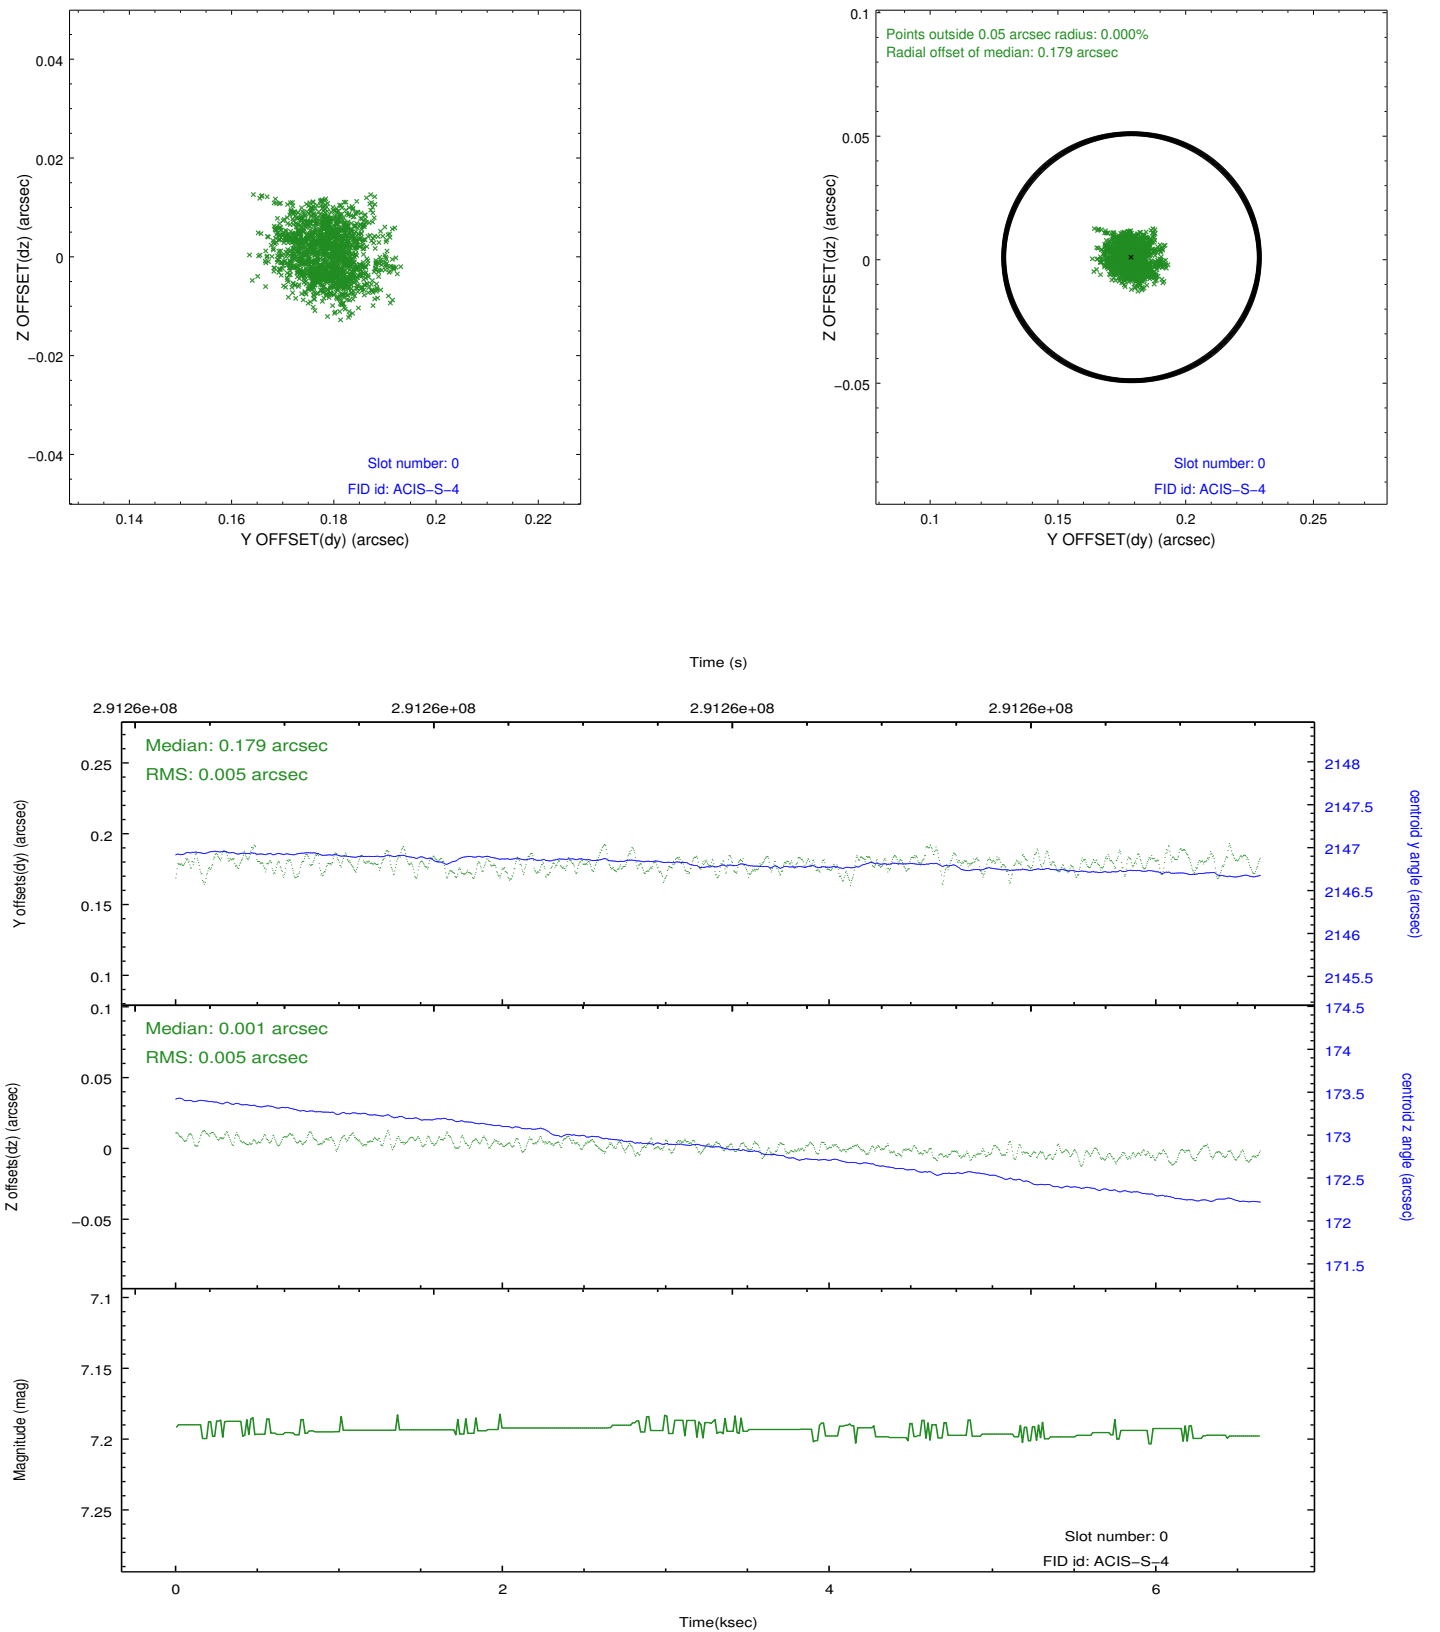 0.04
0.02
0
−0.02
−0.04
Z OFFSET(dz) (arcsec)
Slot number: 0
FID id: ACIS−S−4
0.14
0.16
0.18
0.2
0.22
Y OFFSET(dy) (arcsec)
Points outside 0.05 arcsec radius: 0.000%
Radial offset of median: 0.179 arcsec
0.1
0.05
0
−0.05
Z OFFSET(dz) (arcsec)
Slot number: 0
FID id: ACIS−S−4
0.1
0.15
0.2
0.25
Y OFFSET(dy) (arcsec)
Time (s)
2.9126e+08
2.9126e+08
2.9126e+08
2.9126e+08
Median: 0.179 arcsec
RMS: 0.005 arcsec
0.25
0.2
0.15
0.1
Y offsets(dy) (arcsec)
2148
2147.5
2147
2146.5
2146
2145.5
centroid y angle (arcsec)
Median: 0.001 arcsec
RMS: 0.005 arcsec
0.1
0.05
0
−0.05
Z offsets(dz) (arcsec)
174.5
174
173.5
173
172.5
172
171.5
centroid z angle (arcsec)
7.1
7.15
7.2
7.25
Magnitude (mag)
Slot number: 0
FID id: ACIS−S−4
0
2
4
6
Time(ksec)